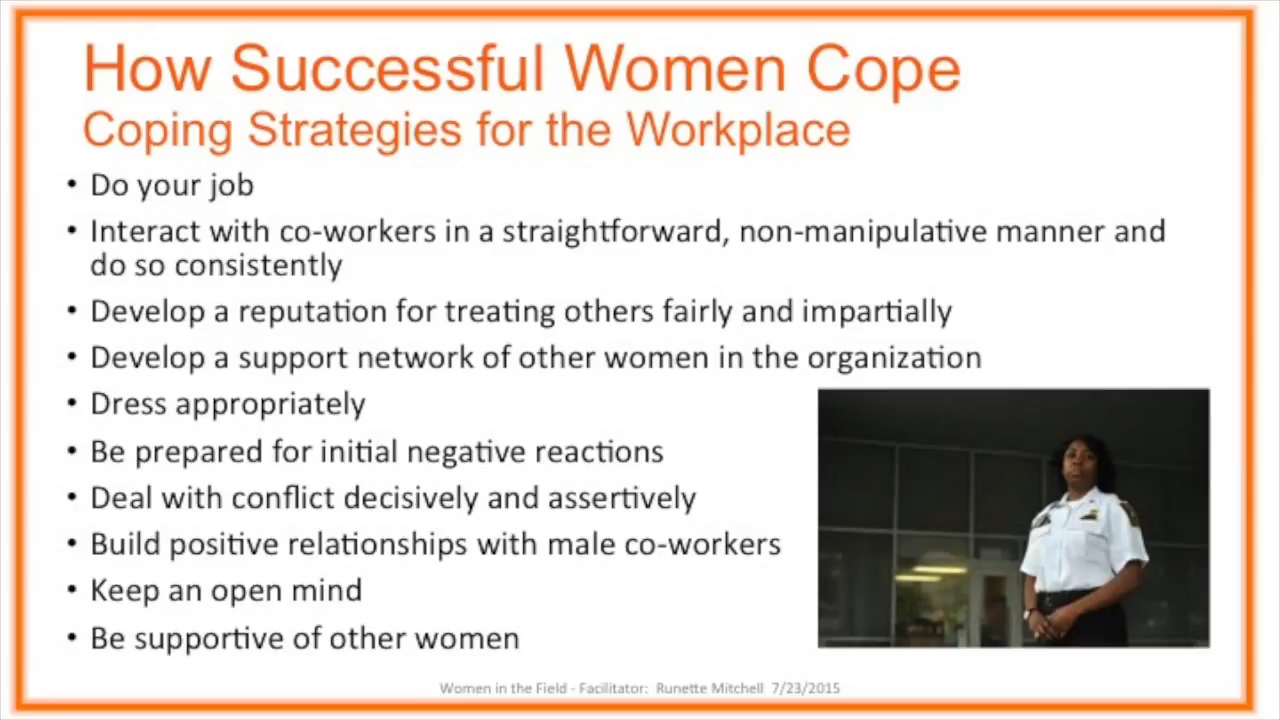 How Successful Women Cope
Coping Strategies for the Workplace
• Do your job
• Interact with co-workers in a straightforward, non-manipulative manner and
do so consistently
• Develop a reputation for treating others fairly and impartially
• Develop a support network of other women in the organization
• Dress appropriately
• Be prepared for initial negative reactions
• Deal with conflict decisively and assertively
• Build positive relationships with male co-workers
• Keep an open mind
• Be supportive of other women
Women in the Field - Facilitator: Runette Mitchell 7/23/2015